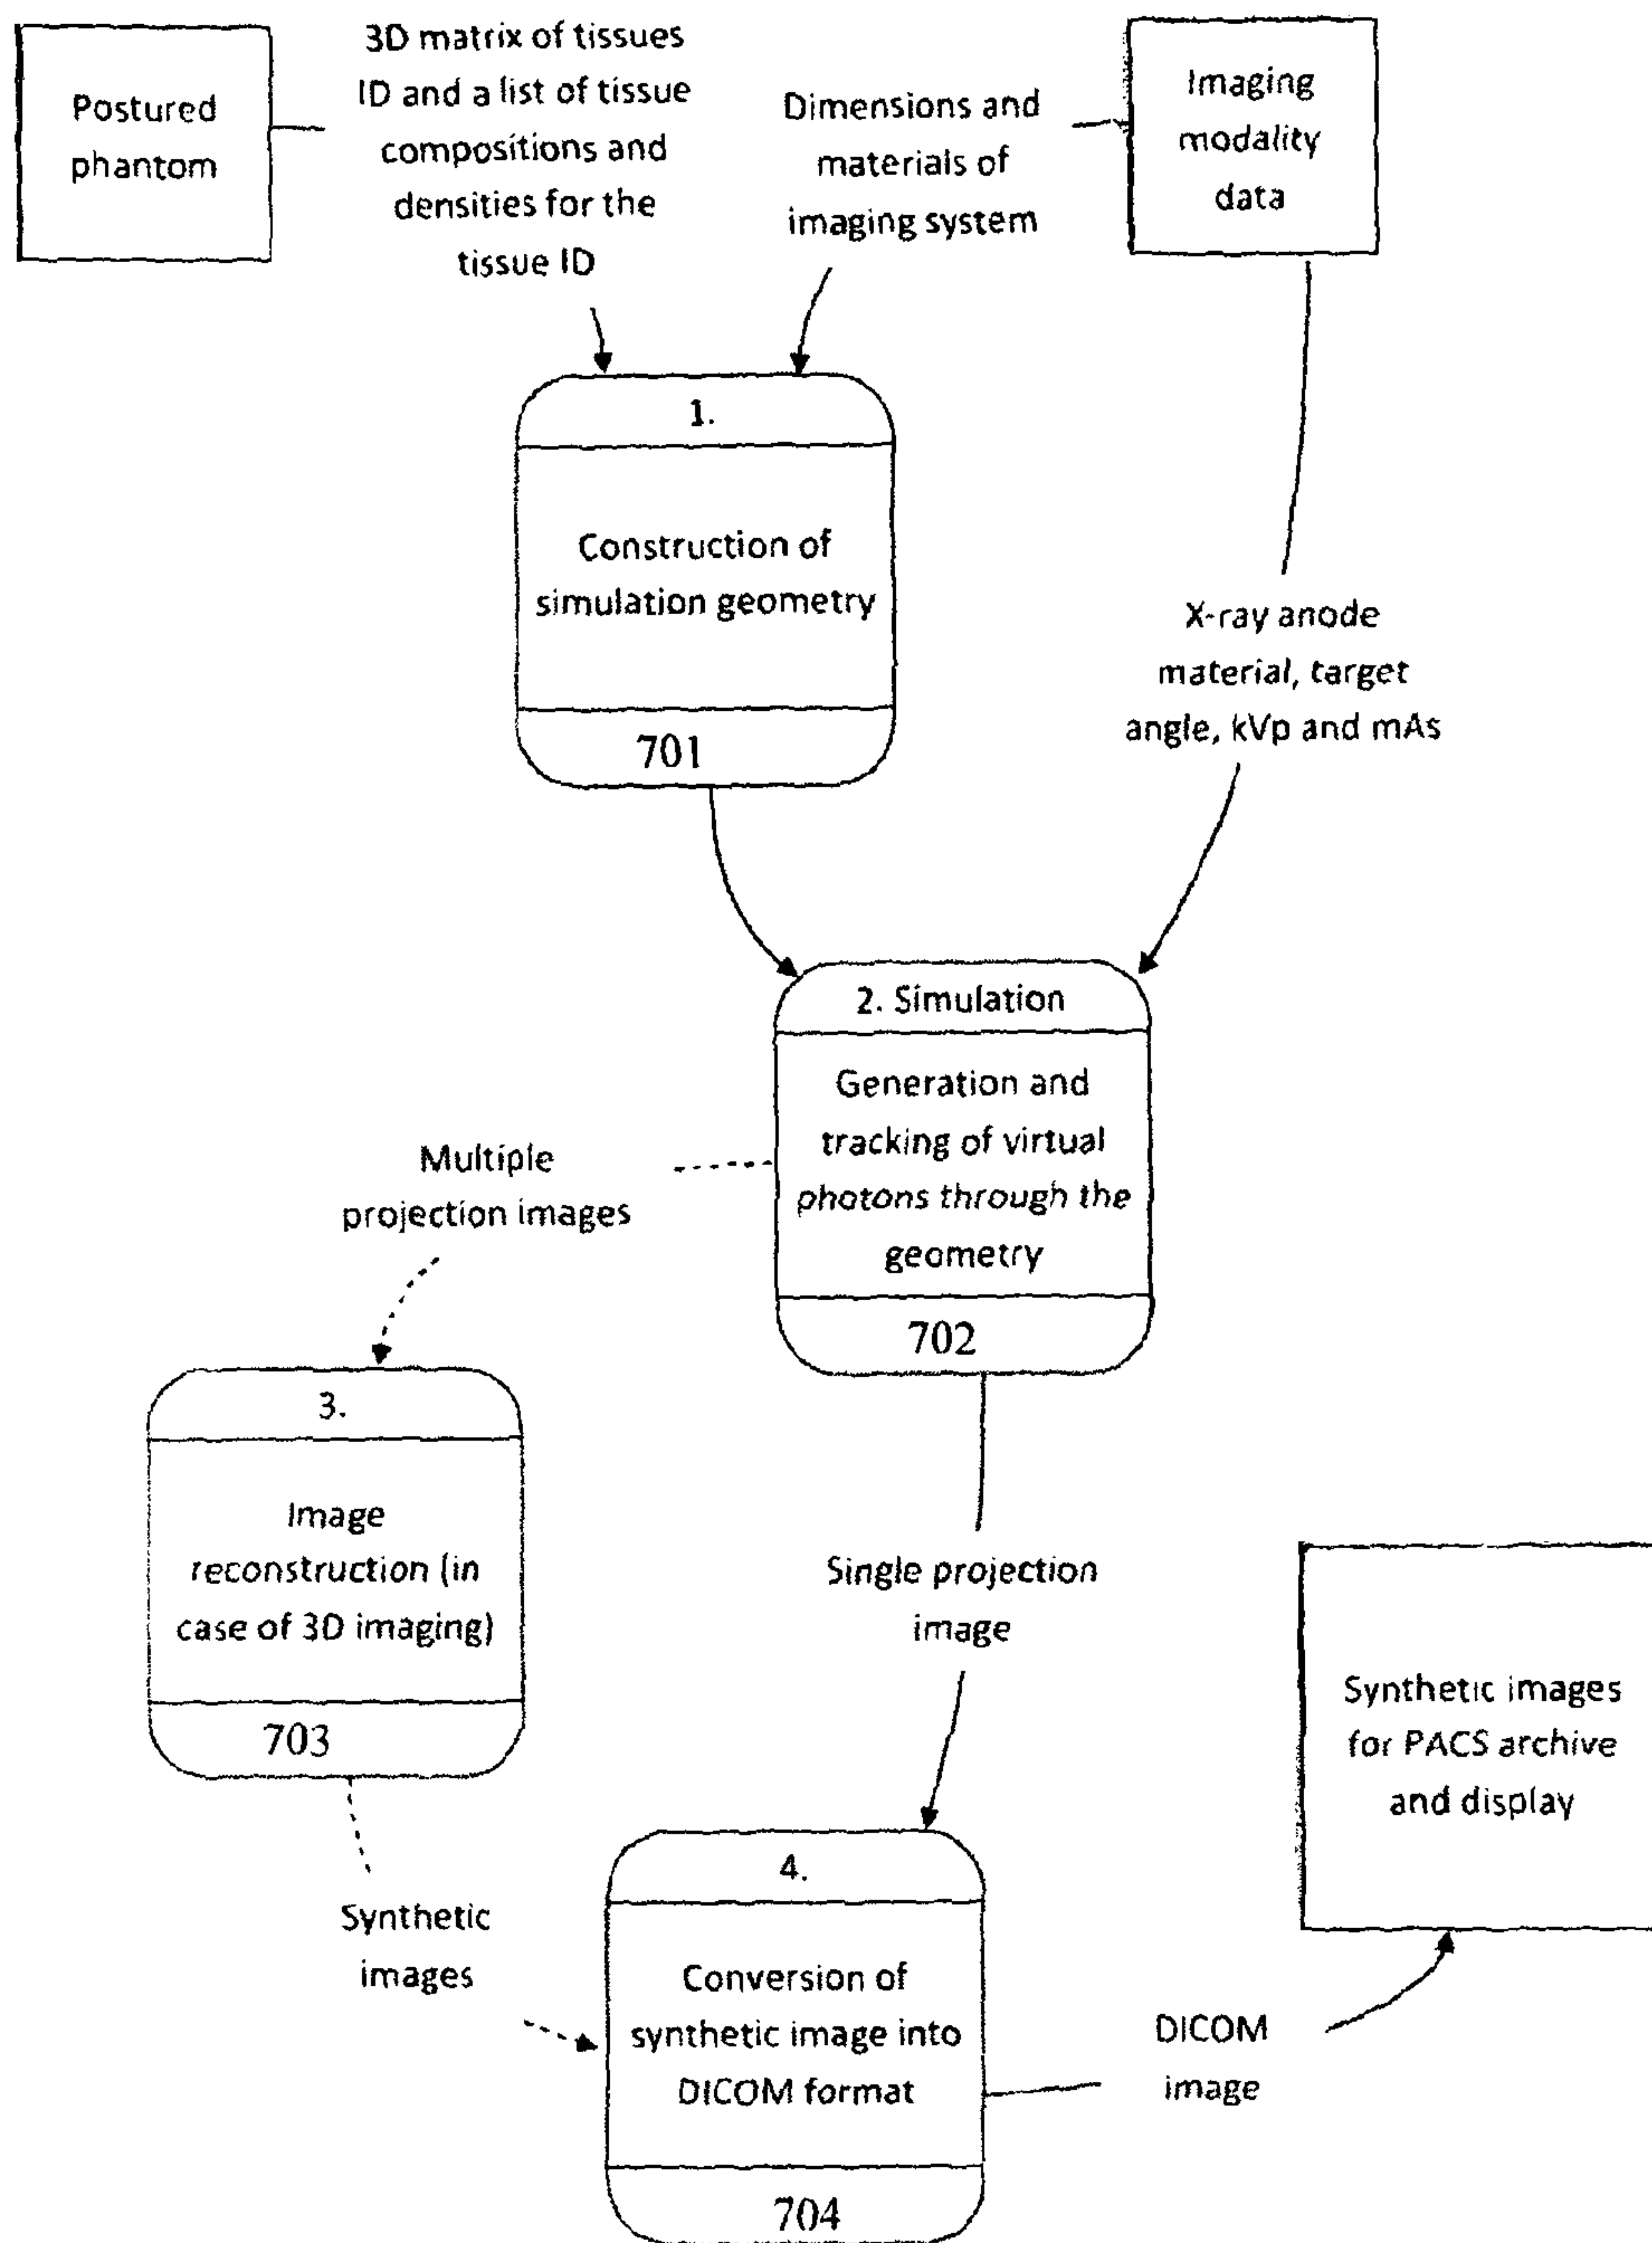 Postured
phantom
3D matrix of tissues
ID and a list of tissue
compositions and
densities for the
tissue ID
Dimensions and
materials of
imaging system
Imaging
modality
data
1.
Construction of
simulation geometry
701
X-ray anode
material, target
angle, kVp and mAs
2. Simulation
Generation and
tracking of virtual
photons through the
geometry
702
Multiple
projection images
3.
Image
reconstruction (in
case of 3D imaging)
703
Single projection
image
Synthetic images
for PACS archive
and display
Synthetic
images
4.
Conversion of
synthetic image into
DICOM format
704
DICOM
image